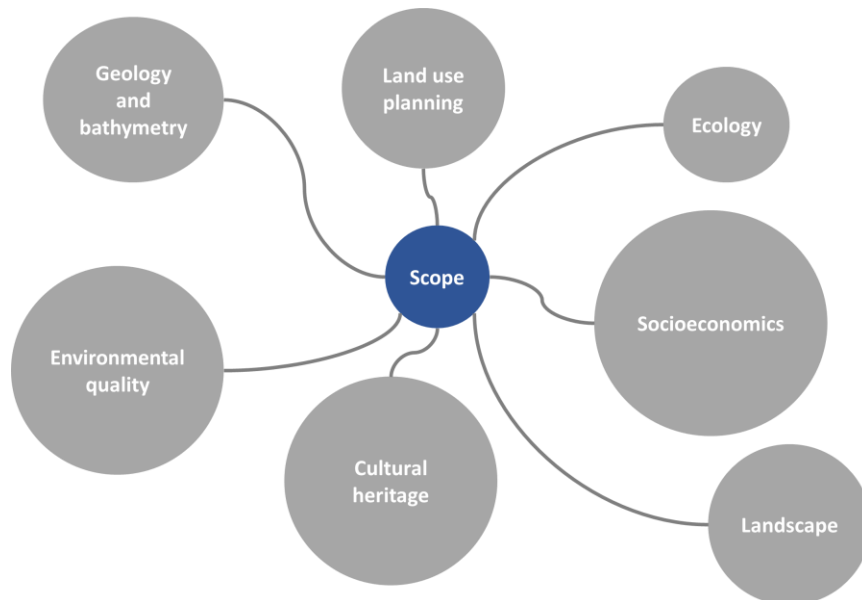 Geology
and
bathymetry
Land use
planning
Ecology
Scope
Socioeconomics
Environmental
quality
Cultural
heritage
Landscape